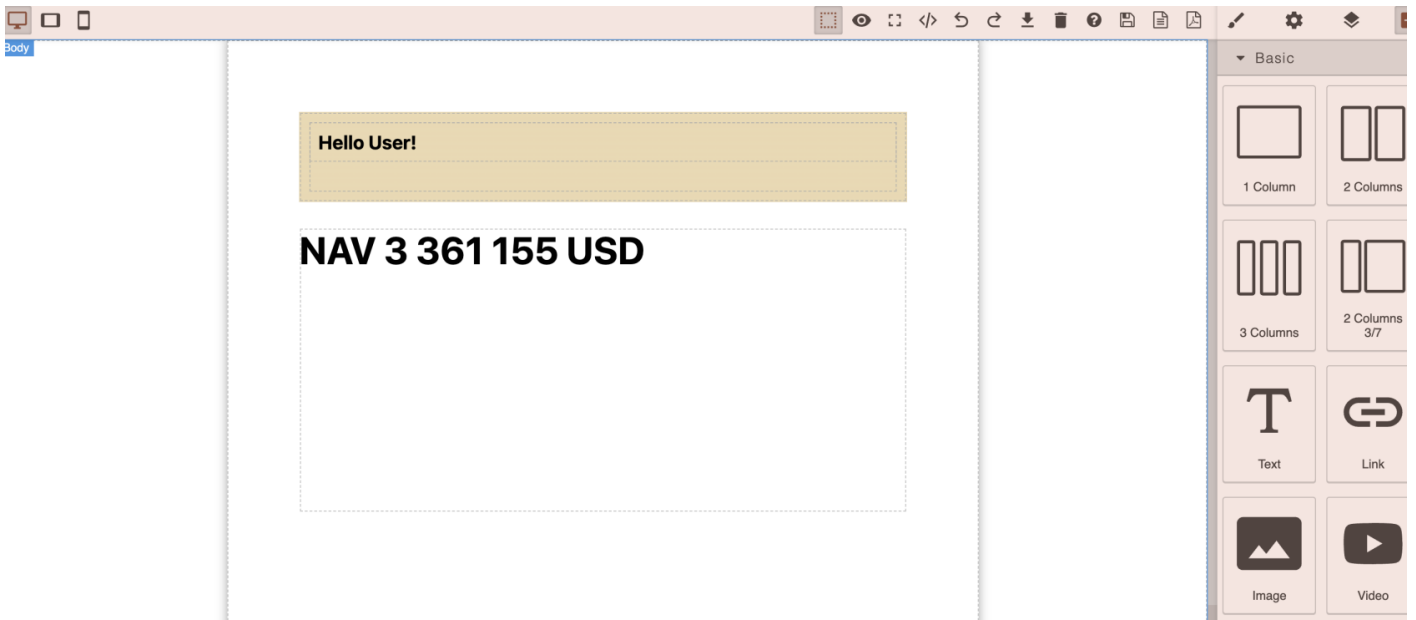 Body
Basic
Hello User!
NAV 3 361 155 USD
1 Column
2 Columns
3 Columns
2 Columns
3/7
Text
Link
Image
Video